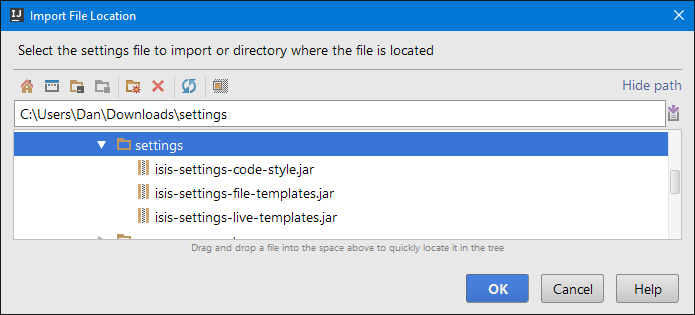 Import File Location
Select the settings file to import or directory where the file is located
Hide path
C:\Users\Dan\Downloads\settings
settings
isis-settings-code-style.jar
isis-settings-file-templates.jar
isis-settings-live-templates.jar
Drag and drop a file into the space above to quickly locate it in the tree
OK
Cancel
Help